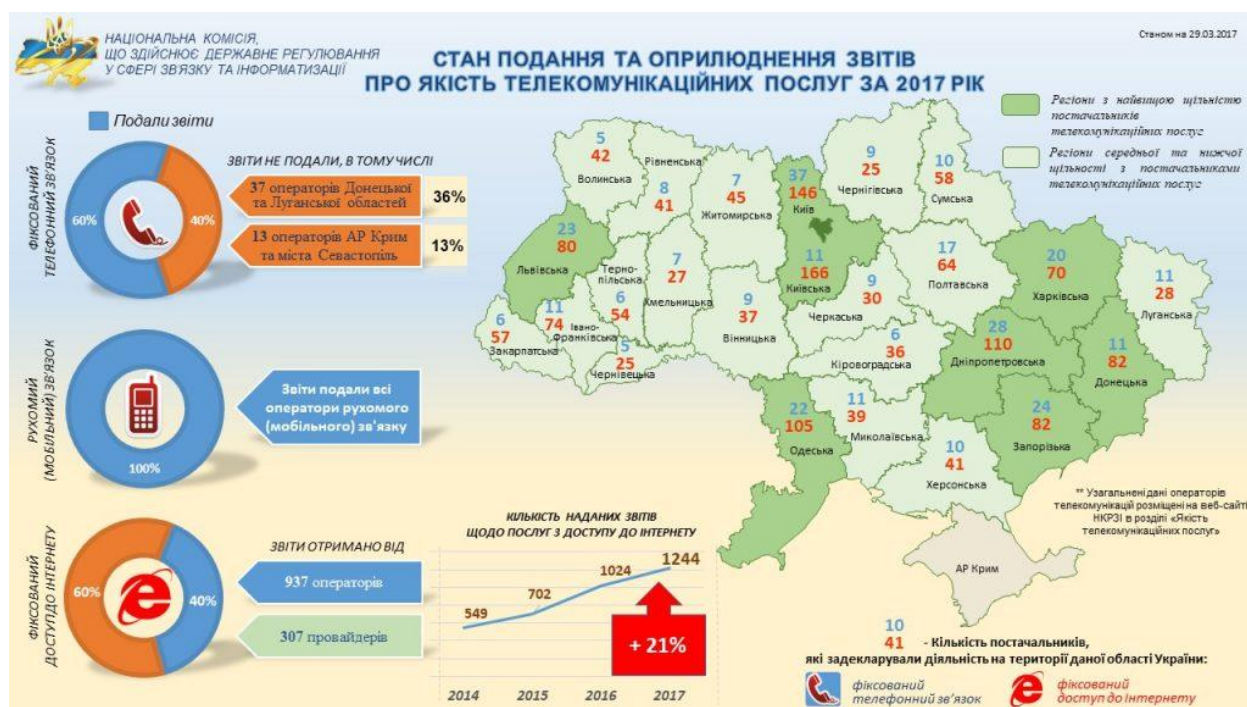 НАЦІОНАЛЬНА КОМІСІЯ,
ЩО ЗДІЙСНЮЄ ДЕРЖАВНЕ РЕГУЛЮВАННЯ
У СФЕРІ ЗВ'ЯЗКУ ТА ІНФОРМАТИЗАЦІЇ
Станом на 29.03.2017
СТАН ПОДАННЯ ТА ОПРИЛЮДНЕННЯ ЗВІТІВ
ПРО ЯКІСТЬ ТЕЛЕКОМУНІКАЦІЙНИХ ПОСЛУГ ЗА 2017 РІК
Регіони з найвищою щільністю
постачальників
телекомунікаційних послуг
Регіони середньої та нижчої
щільності з постачальниками
телекомунікаційних послуг
Подали звіти
ФІКСОВАНИЙ
ТЕЛЕФОННИЙ ЗВ'ЯЗОК
60%
40%
ЗВІТИ НЕ ПОДАЛИ, В ТОМУ ЧИСЛІ
37 операторів Донецької
та Луганської областей
36%
13 операторів АР Крим
та міста Севастопіль
13%
РУХОМИЙ
(МОБІЛЬНИЙ) ЗВ'ЯЗОК
100%
Звіти подали всі
оператори рухомого
(мобільного) зв'язку
ФІКСОВАНИЙ
ДОСТУП ДО ІНТЕРНЕТУ
60%
40%
ЗВІТИ ОТРИМАНО ВІД
937 операторів
307 провайдерів
КІЛЬКІСТЬ НАДАНИХ ЗВІТІВ
ЩОДО ПОСЛУГ З ДОСТУПУ ДО ІНТЕРНЕТУ
549
702
1024
1244
+ 21%
2014 2015 2016 2017
5
42
Волинська
Рівненська
8
41
7
45
Житомирська
37
146
Київ
11
166
Київська
9
25
Чернігівська
10
58
Сумська
23
80
Львівська
Терно-
пільська
6
54
7
27
Хмельницька
9
37
Вінницька
9
30
Черкаська
17
64
Полтавська
20
70
Харківська
11
28
Луганська
6
57
Закарпатська
11
74
Івано-
Франківська
5
25
Чернівецька
6
36
Кіровоградська
28
110
Дніпропетровська
11
82
Донецька
22
105
Одеська
11
39
Миколаївська
24
82
Запорізька
10
41
Херсонська
АР Крим
** Узагальнені дані операторів
телекомунікацій розміщені на веб-сайті
НКРЗІ в розділі «Якість
телекомунікаційних послуг»
10
41 - Кількість постачальників,
які задекларували діяльність на території даної області України:
фіксований
телефонний зв'язок
фіксований
доступ до Інтернету